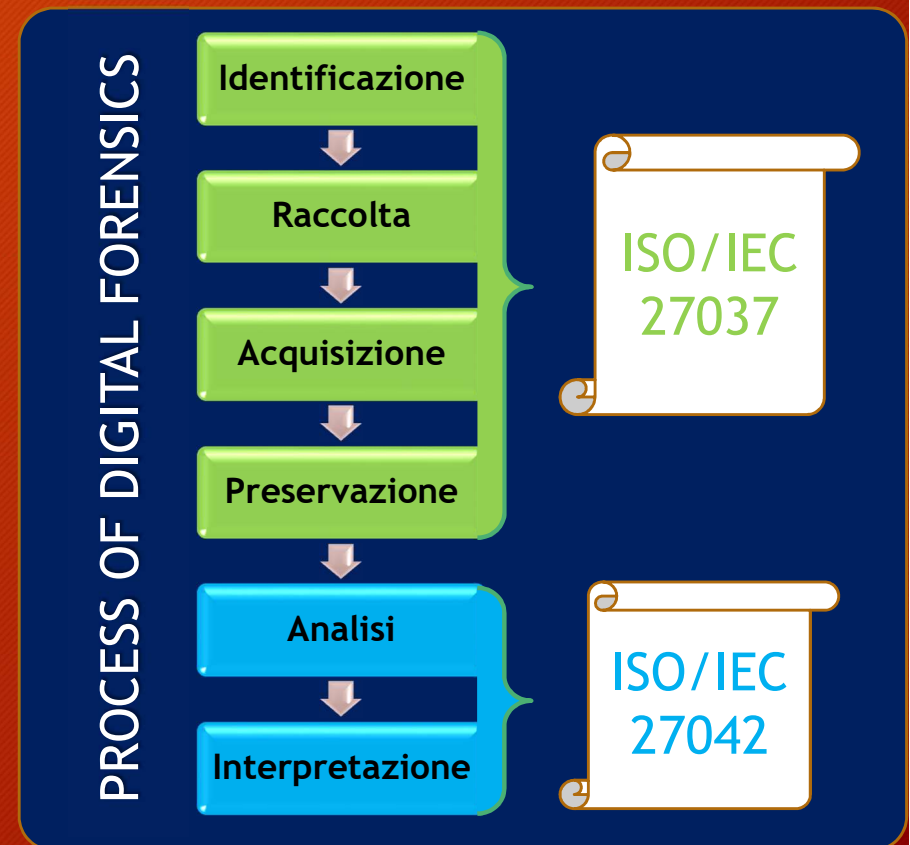 PROCESS OF DIGITAL FORENSICS
Identificazione
Raccolta
Acquisizione
Preservazione
ISO/IEC
27037
Analisi
Interpretazione
ISO/IEC
27042